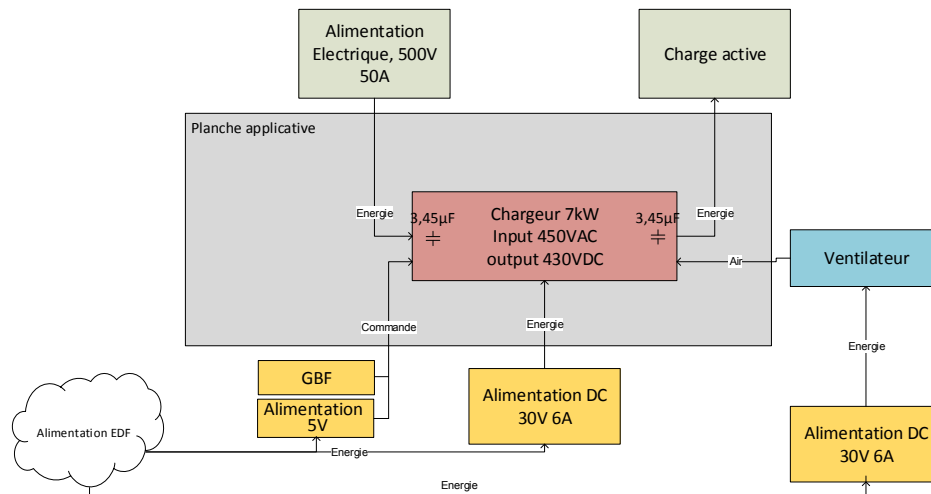 Alimentation
Electrique, 500V
50A
Charge active
Planche applicative
Energie
Energie
3,45µF
Chargeur 7kW
Input 450VAC
output 430VDC
3,45µF
Air
Ventilateur
Commande
Energie
Energie
GBF
Alimentation
5V
Alimentation DC
30V 6A
Alimentation DC
30V 6A
Alimentation EDF
Energie
Energie